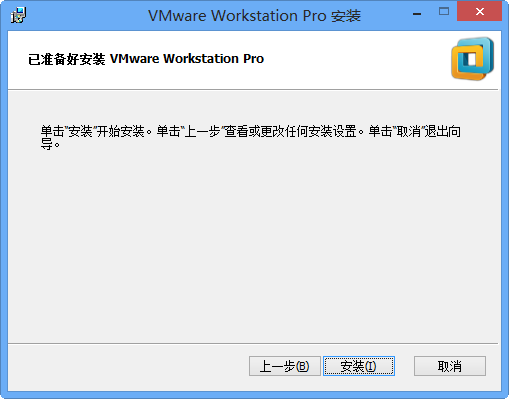 VMware Workstation Pro 安装
已准备好安装 VMware Workstation Pro
单击"安装"开始安装。单击"上一步"查看或更改任何安装设置。单击"取消"退出向
导。
上一步(B) 安装(I) 取消